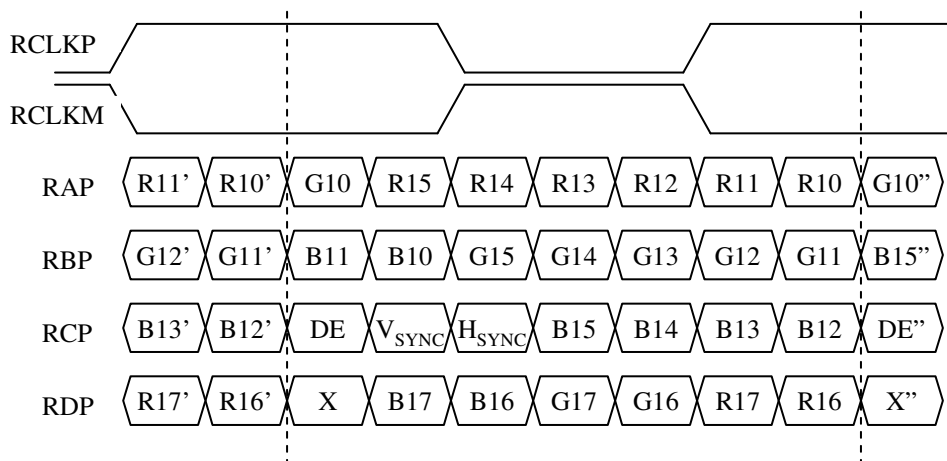 RCLKP
RCLKM
RAP R11’ R10’ G10 R15 R14 R13 R12 R11 R10 G10”
RBP G12’ G11’ B11 B10 G15 G14 G13 G12 G11 B15”
RCP B13’ B12’ DE VSYNC HSYNC B15 B14 B13 B12 DE”
RDP R17’ R16’ X B17 B16 G17 G16 R17 R16 X”